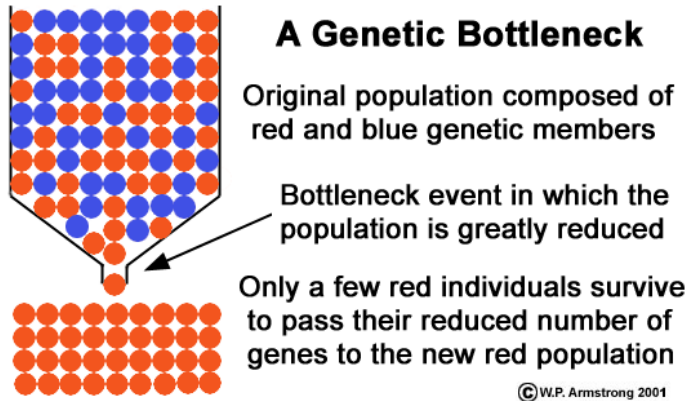 A Genetic Bottleneck
Original population composed of
red and blue genetic members
Bottleneck event in which the
population is greatly reduced
Only a few red individuals survive
to pass their reduced number of
genes to the new red population
© W.P. Armstrong 2001